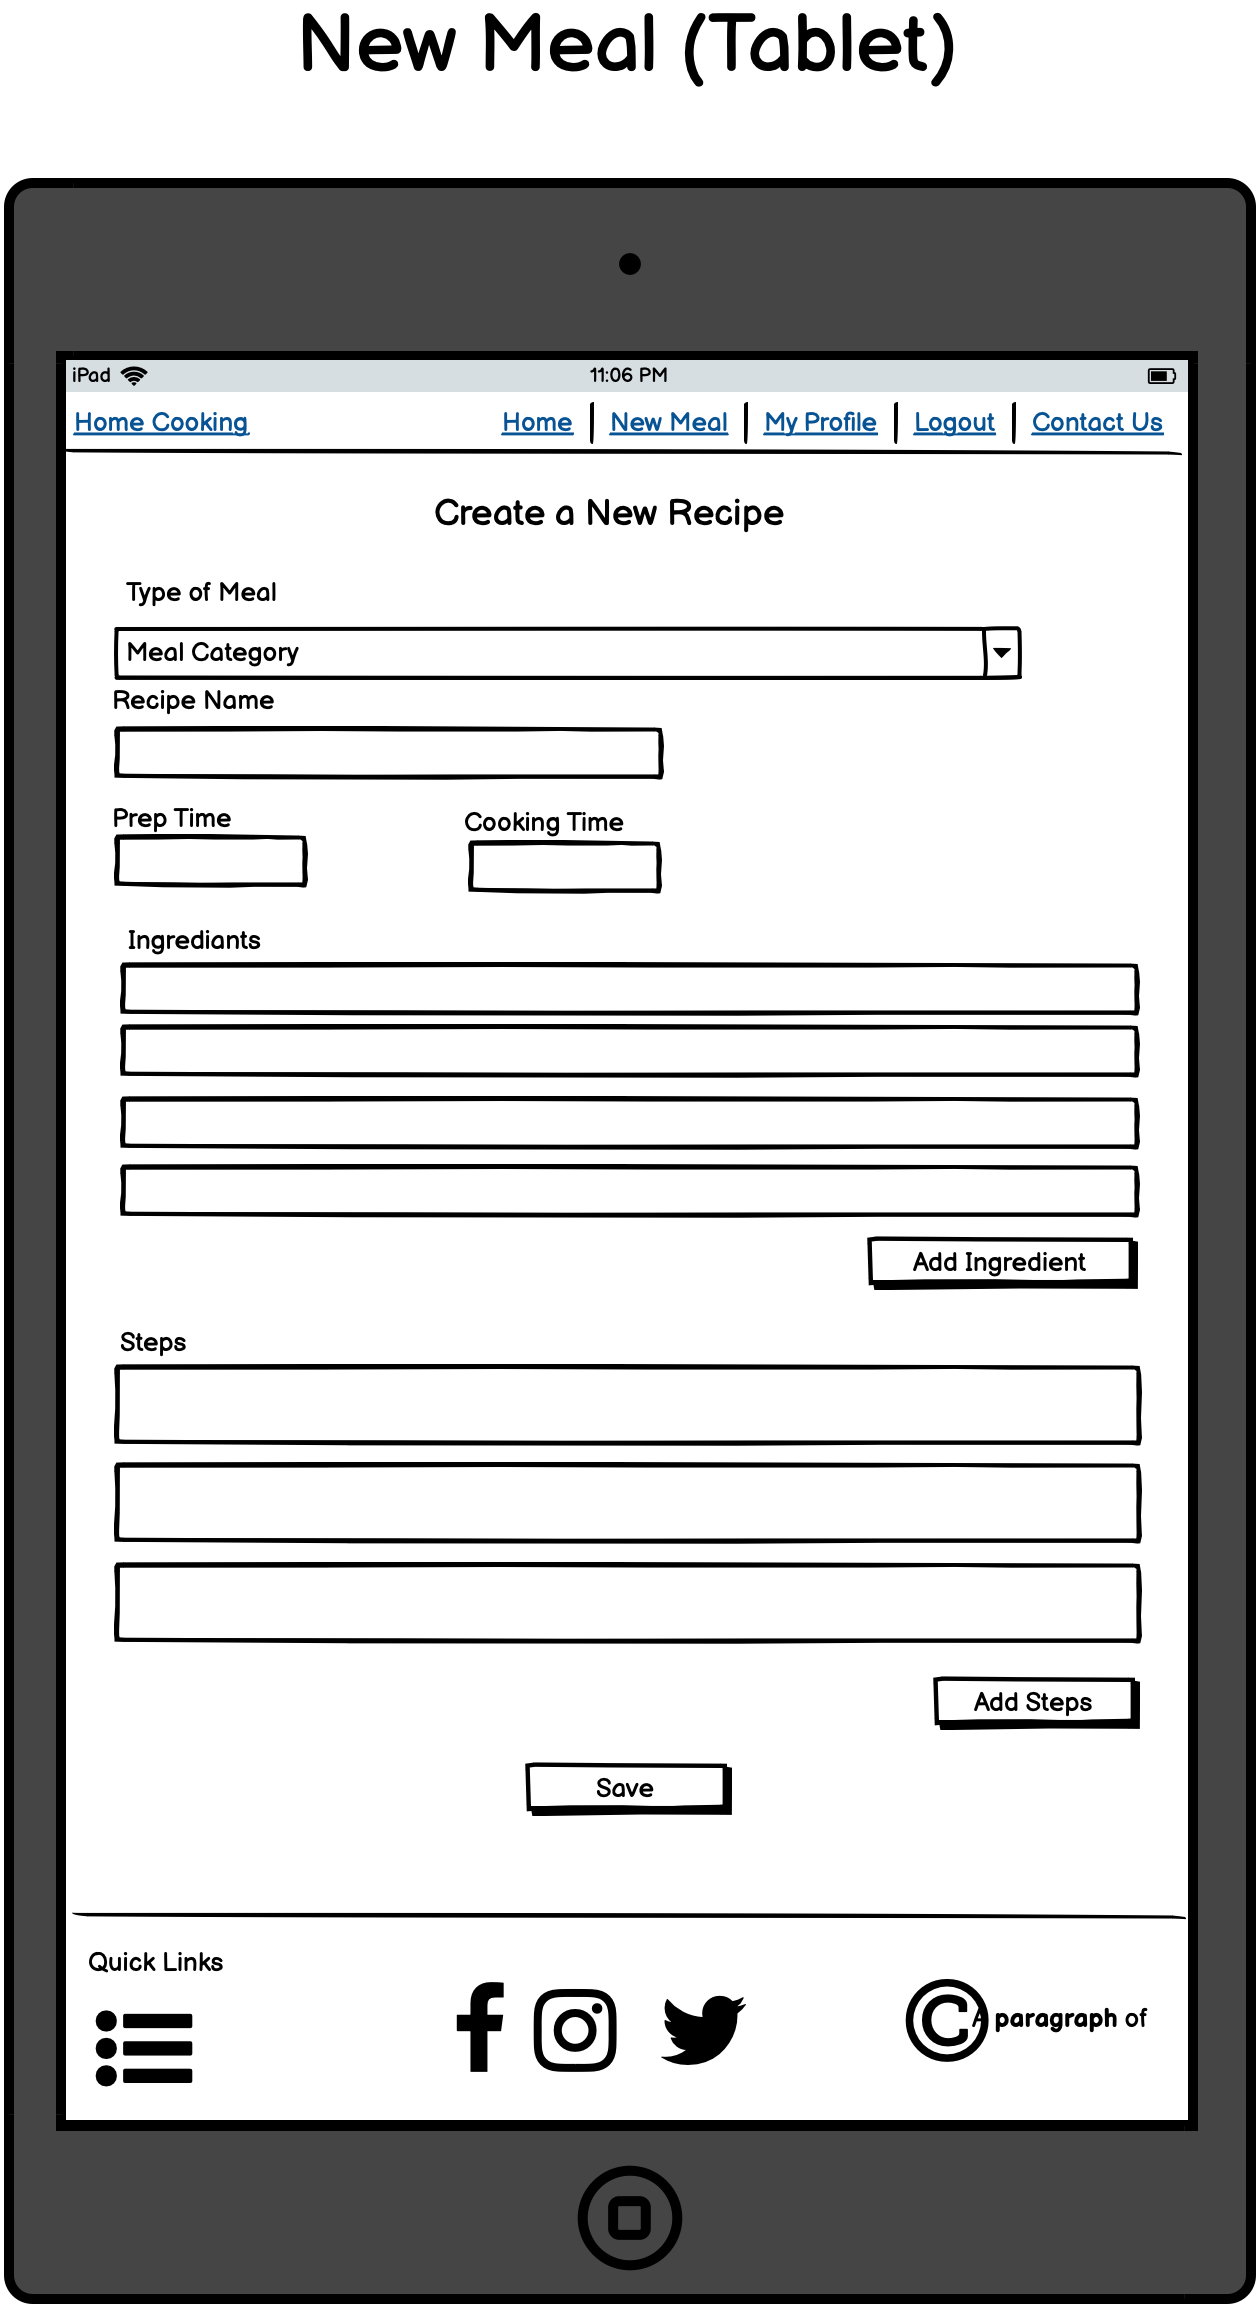 New Meal (Tablet)
iPad 11:06 PM
Home Cooking Home New Meal My Profile Logout Contact Us
Create a New Recipe
Type of Meal
Meal Category
Recipe Name
Prep Time Cooking Time
Ingrediants
Add Ingredient
Steps
Add Steps
Save
Quick Links
© A paragraph of